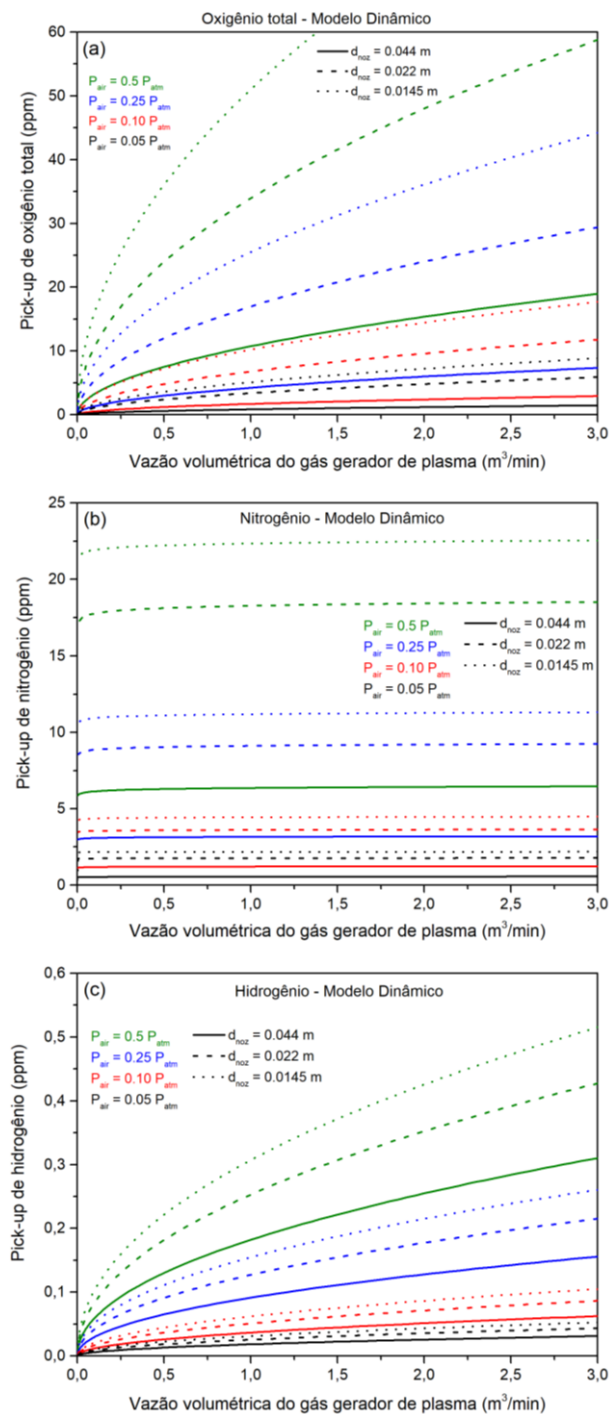 Oxigênio total - Modelo Dinâmico
(a)
P_air = 0.5 P_atm
P_air = 0.25 P_atm
P_air = 0.10 P_atm
P_air = 0.05 P_atm
d_noz = 0.044 m
d_noz = 0.022 m
d_noz = 0.0145 m
Pick-up de oxigênio total (ppm)
60
50
40
30
20
10
0
0,0 0,5 1,0 1,5 2,0 2,5 3,0
Vazão volumétrica do gás gerador de plasma (m³/min)
(b)
Nitrogênio - Modelo Dinâmico
P_air = 0.5 P_atm
P_air = 0.25 P_atm
P_air = 0.10 P_atm
P_air = 0.05 P_atm
d_noz = 0.044 m
d_noz = 0.022 m
d_noz = 0.0145 m
Pick-up de nitrogênio (ppm)
25
20
15
10
5
0
0,0 0,5 1,0 1,5 2,0 2,5 3,0
Vazão volumétrica do gás gerador de plasma (m³/min)
(c)
Hidrogênio - Modelo Dinâmico
P_air = 0.5 P_atm
P_air = 0.25 P_atm
P_air = 0.10 P_atm
P_air = 0.05 P_atm
d_noz = 0.044 m
d_noz = 0.022 m
d_noz = 0.0145 m
Pick-up de hidrogênio (ppm)
0,6
0,5
0,4
0,3
0,2
0,1
0,0
0,0 0,5 1,0 1,5 2,0 2,5 3,0
Vazão volumétrica do gás gerador de plasma (m³/min)